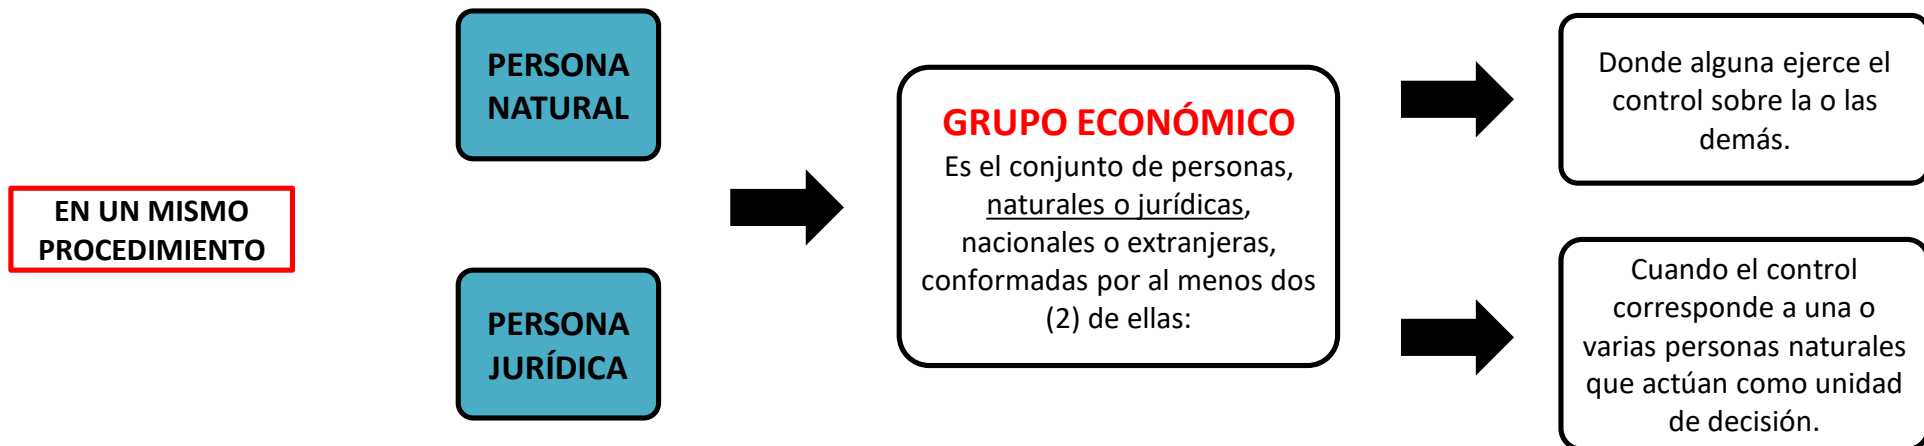 EN UN MISMO
PROCEDIMIENTO
PERSONA
NATURAL
PERSONA
JURÍDICA
GRUPO ECONÓMICO
Es el conjunto de personas,
naturales o jurídicas,
nacionales o extranjeras,
conformadas por al menos dos
(2) de ellas:
Donde alguna ejerce el
control sobre la o las
demás.
Cuando el control
corresponde a una o
varias personas naturales
que actúan como unidad
de decisión.